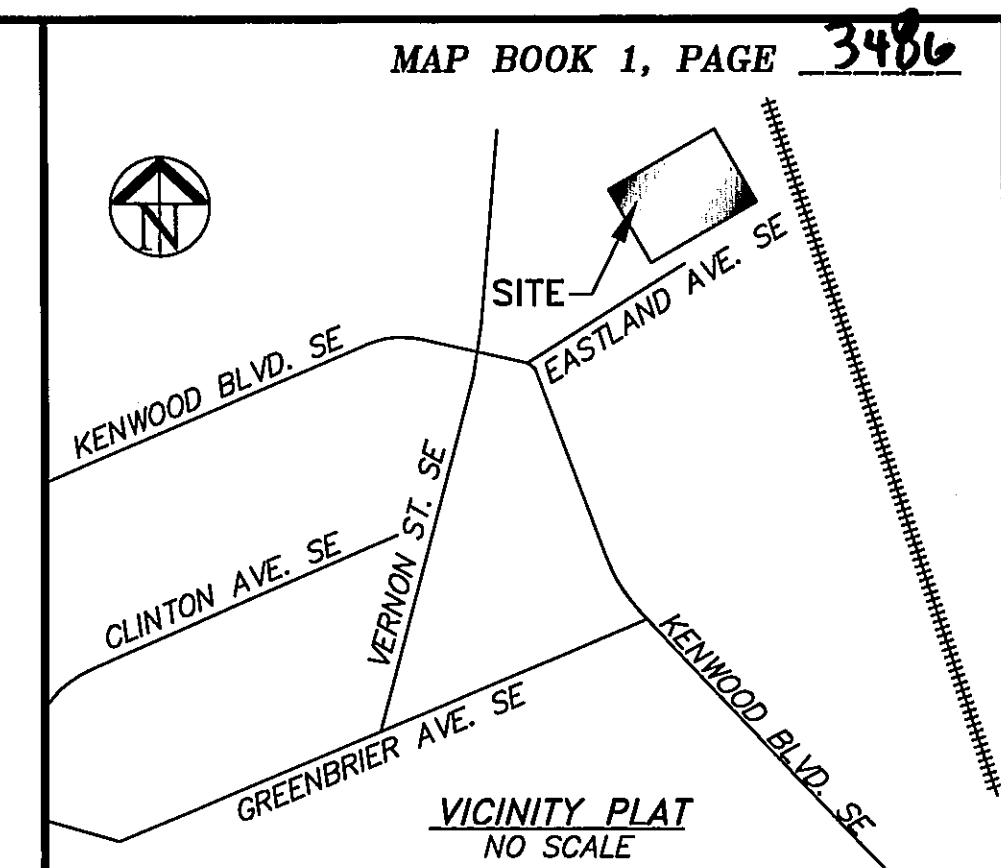 MAP BOOK 1, PAGE 3486
N
SITE
EASTLAND AVE. SE
KENWOOD BLVD. SE
VERNON ST. SE
CLINTON AVE. SE
KENWOOD BLVD. SE
GREENBRIER AVE. SE
VICINITY PLAT
NO SCALE